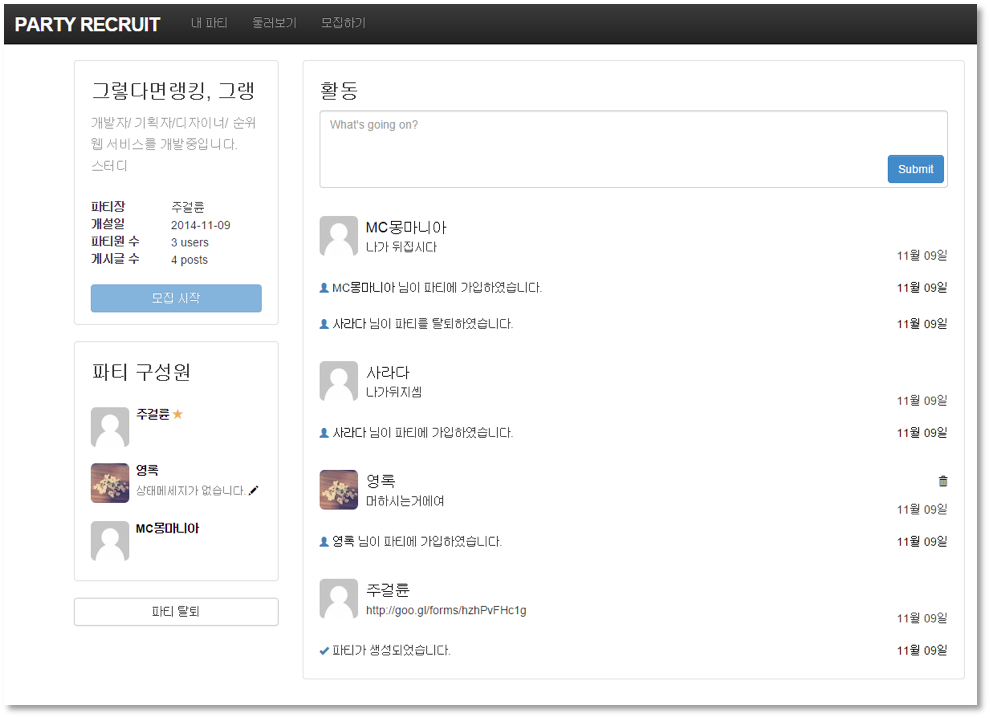 PARTY RECRUIT 내 파티 둘러보기 모집하기
그렇다면랭킹, 그랭
개발자/ 기획자/디자이너/ 순위
웹 서비스를 개발중입니다.
스터디
파티장 주걸륜
개설일 2014-11-09
파티원 수 3 users
게시글 수 4 posts
모집 시작
파티 구성원
주걸륜
영록
상태메세지가 없습니다.
MC몽마니아
파티 탈퇴
활동
What's going on?
Submit
MC몽마니아
나가 뒤집시다
11월 09일
MC몽마니아 님이 파티에 가입하였습니다. 11월 09일
사라다 님이 파티를 탈퇴하였습니다. 11월 09일
사라다
나가뒤지셈
11월 09일
사라다 님이 파티에 가입하였습니다. 11월 09일
영록
머하시는거에여
11월 09일
영록 님이 파티에 가입하였습니다. 11월 09일
주걸륜
http://goo.gl/forms/hzhPvFHc1g
11월 09일
파티가 생성되었습니다. 11월 09일